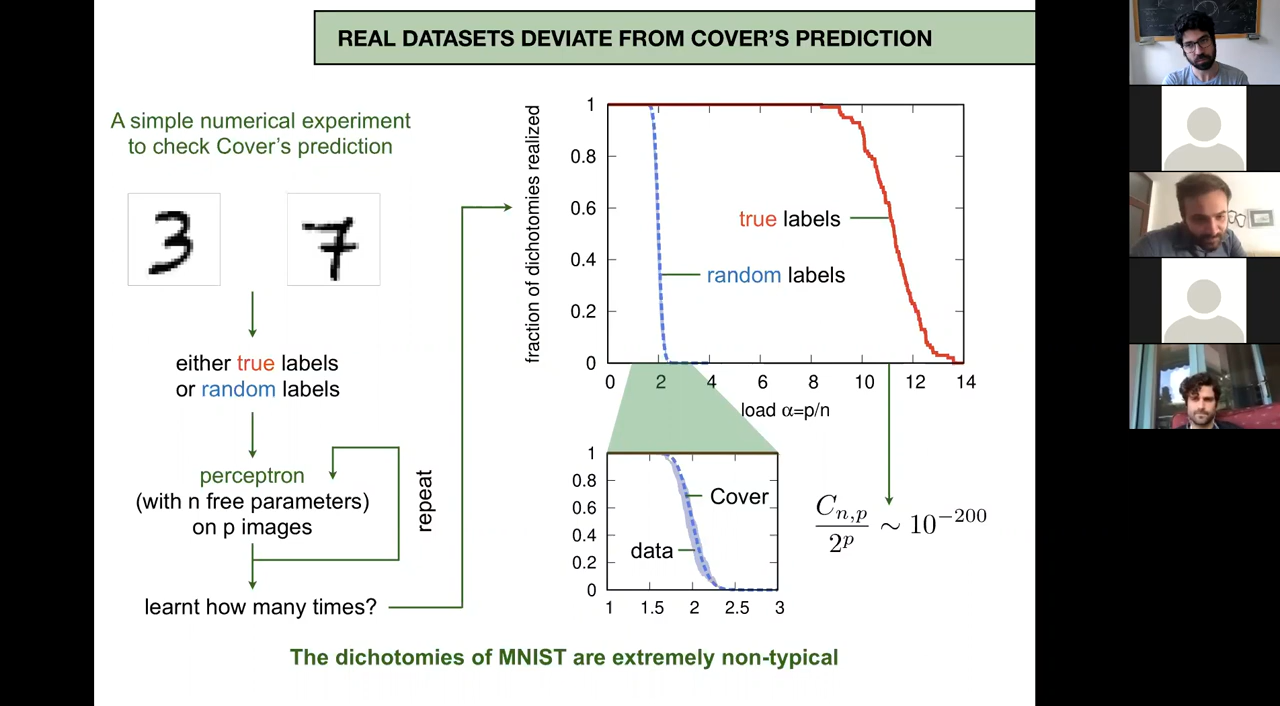 REAL DATASETS DEVIATE FROM COVER'S PREDICTION
A simple numerical experiment
to check Cover's prediction
3
7
either true labels
or random labels
perceptron
(with n free parameters)
on p images
repeat
learnt how many times?
fraction of dichotomies realized
1
0.8
0.6
0.4
0.2
0
true labels
random labels
0 2 4 6 8 10 12 14
load α=p/n
1
0.8
0.6
0.4
0.2
0
Cover
data
1 1.5 2 2.5 3
C_{n,p}/2^p ∼ 10^{-200}
The dichotomies of MNIST are extremely non-typical